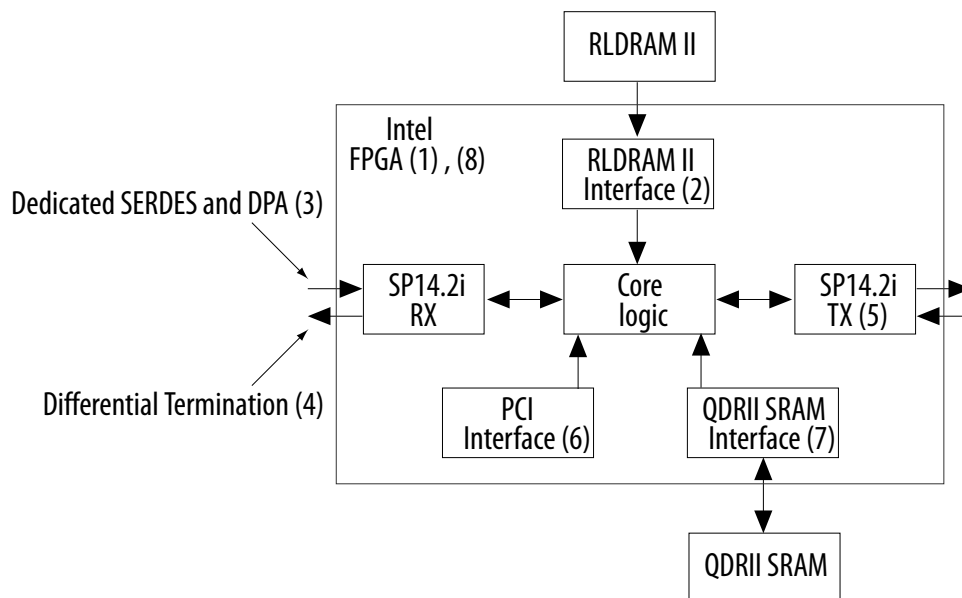 RLDRAM II
Intel
FPGA (1) , (8)
RLDRAM II
Interface (2)
Dedicated SERDES and DPA (3)
SP14.2i
RX
Core
logic
SP14.2i
TX (5)
Differential Termination (4)
PCI
Interface (6)
QDRII SRAM
Interface (7)
QDRII SRAM